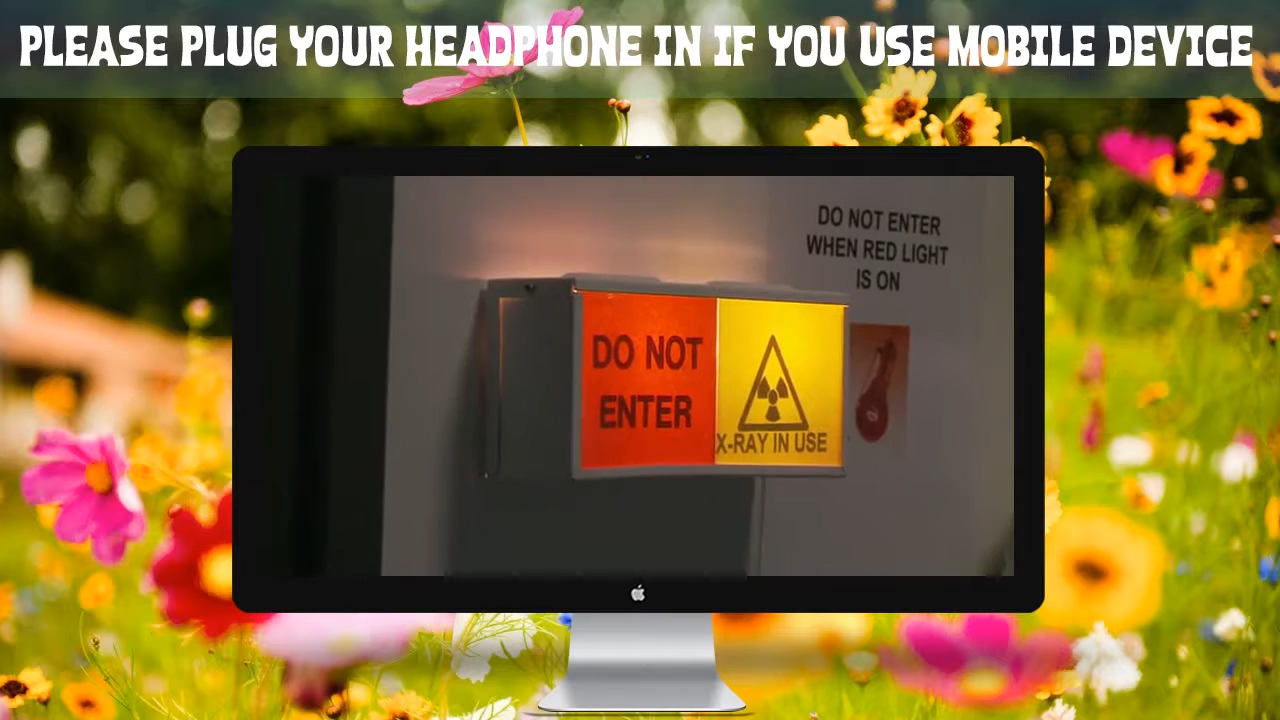 PLEASE PLUG YOUR HEADPHONE IN IF YOU USE MOBILE DEVICE
DO NOT ENTER
WHEN RED LIGHT
IS ON
DO NOT
ENTER
X-RAY IN USE